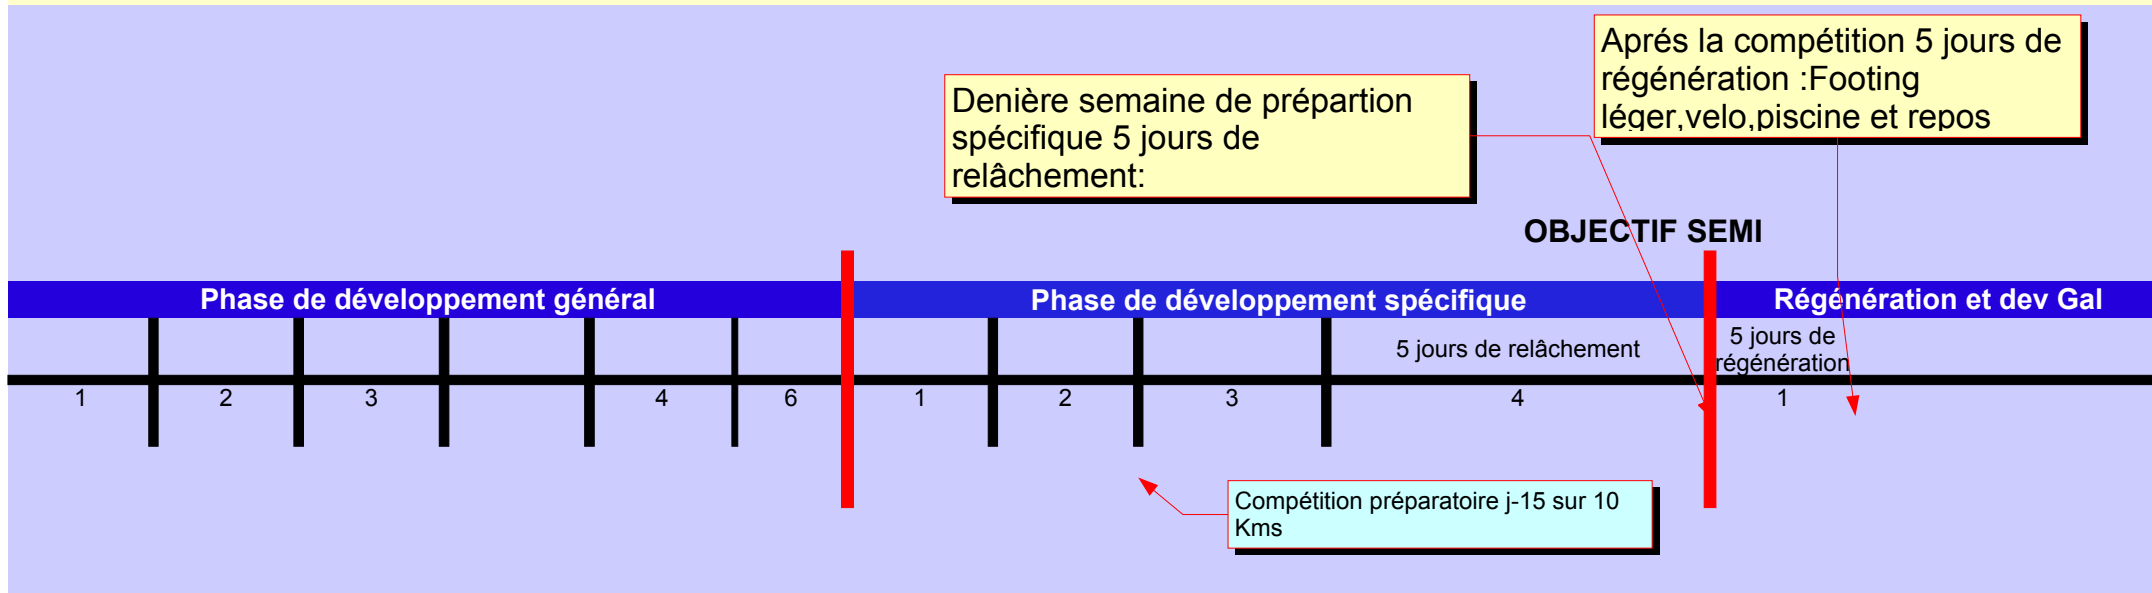 Aprés la compétition 5 jours de
régénération :Footing
léger,velo,piscine et repos
Denière semaine de prépartion
spécifique 5 jours de
relâchement:
OBJECTIF SEMI
Phase de développement général
Phase de développement spécifique
Régénération et dev Gal
5 jours de relâchement
5 jours de
régénération
1 2 3 4 6 1 2 3 4 1
Compétition préparatoire j-15 sur 10
Kms